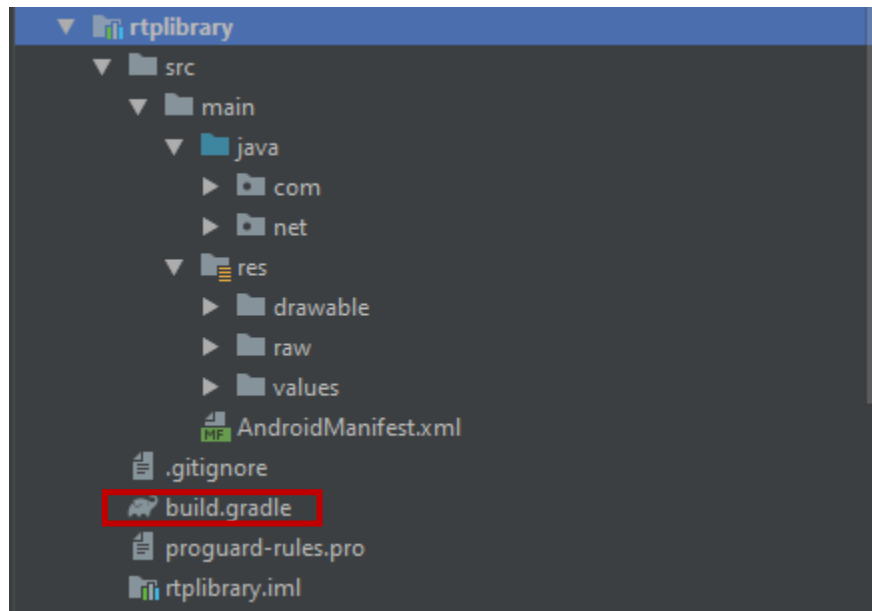 rtplibrary
src
main
java
com
net
res
drawable
raw
values
MF AndroidManifest.xml
.gitignore
build.gradle
proguard-rules.pro
rtplibrary.iml